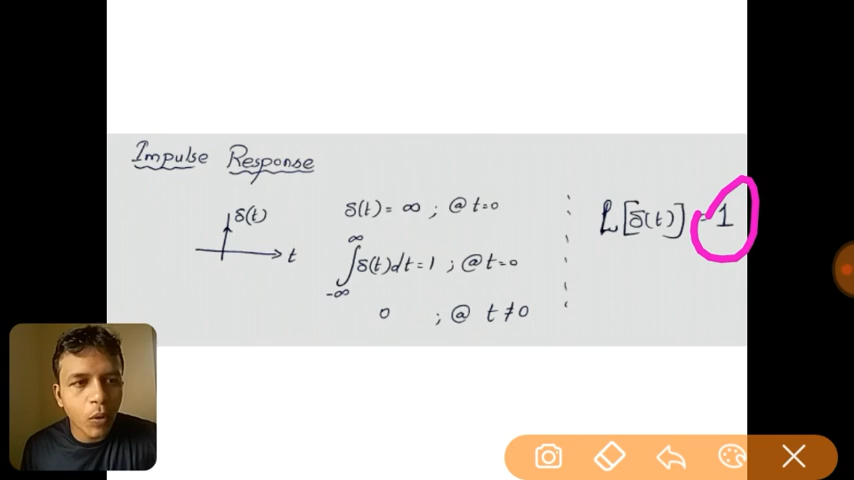 Impulse Response
δ(t)
t
δ(t) = ∞ ; @ t=0
∫δ(t)dt = 1 ; @ t=0
∞
-∞
0 ; @ t ≠ 0
L[δ(t)] = 1